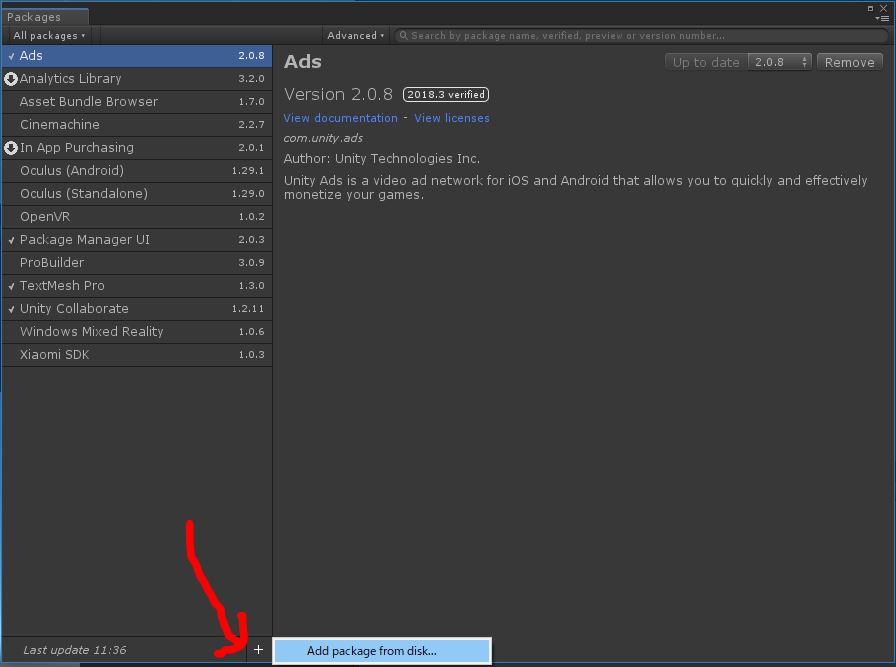 Packages
All packages
Advanced
Search by package name, verified, preview or version number...
Ads 2.0.8
Analytics Library 3.2.0
Asset Bundle Browser 1.7.0
Cinemachine 2.2.7
In App Purchasing 2.0.1
Oculus (Android) 1.29.1
Oculus (Standalone) 1.29.0
OpenVR 1.0.2
Package Manager UI 2.0.3
ProBuilder 3.0.9
TextMesh Pro 1.3.0
Unity Collaborate 1.2.11
Windows Mixed Reality 1.0.6
Xiaomi SDK 1.0.3
Last update 11:36
+
Add package from disk...
Ads
Up to date 2.0.8 Remove
Version 2.0.8 2018.3 verified
View documentation - View licenses
com.unity.ads
Author: Unity Technologies Inc.
Unity Ads is a video ad network for iOS and Android that allows you to quickly and effectively
monetize your games.